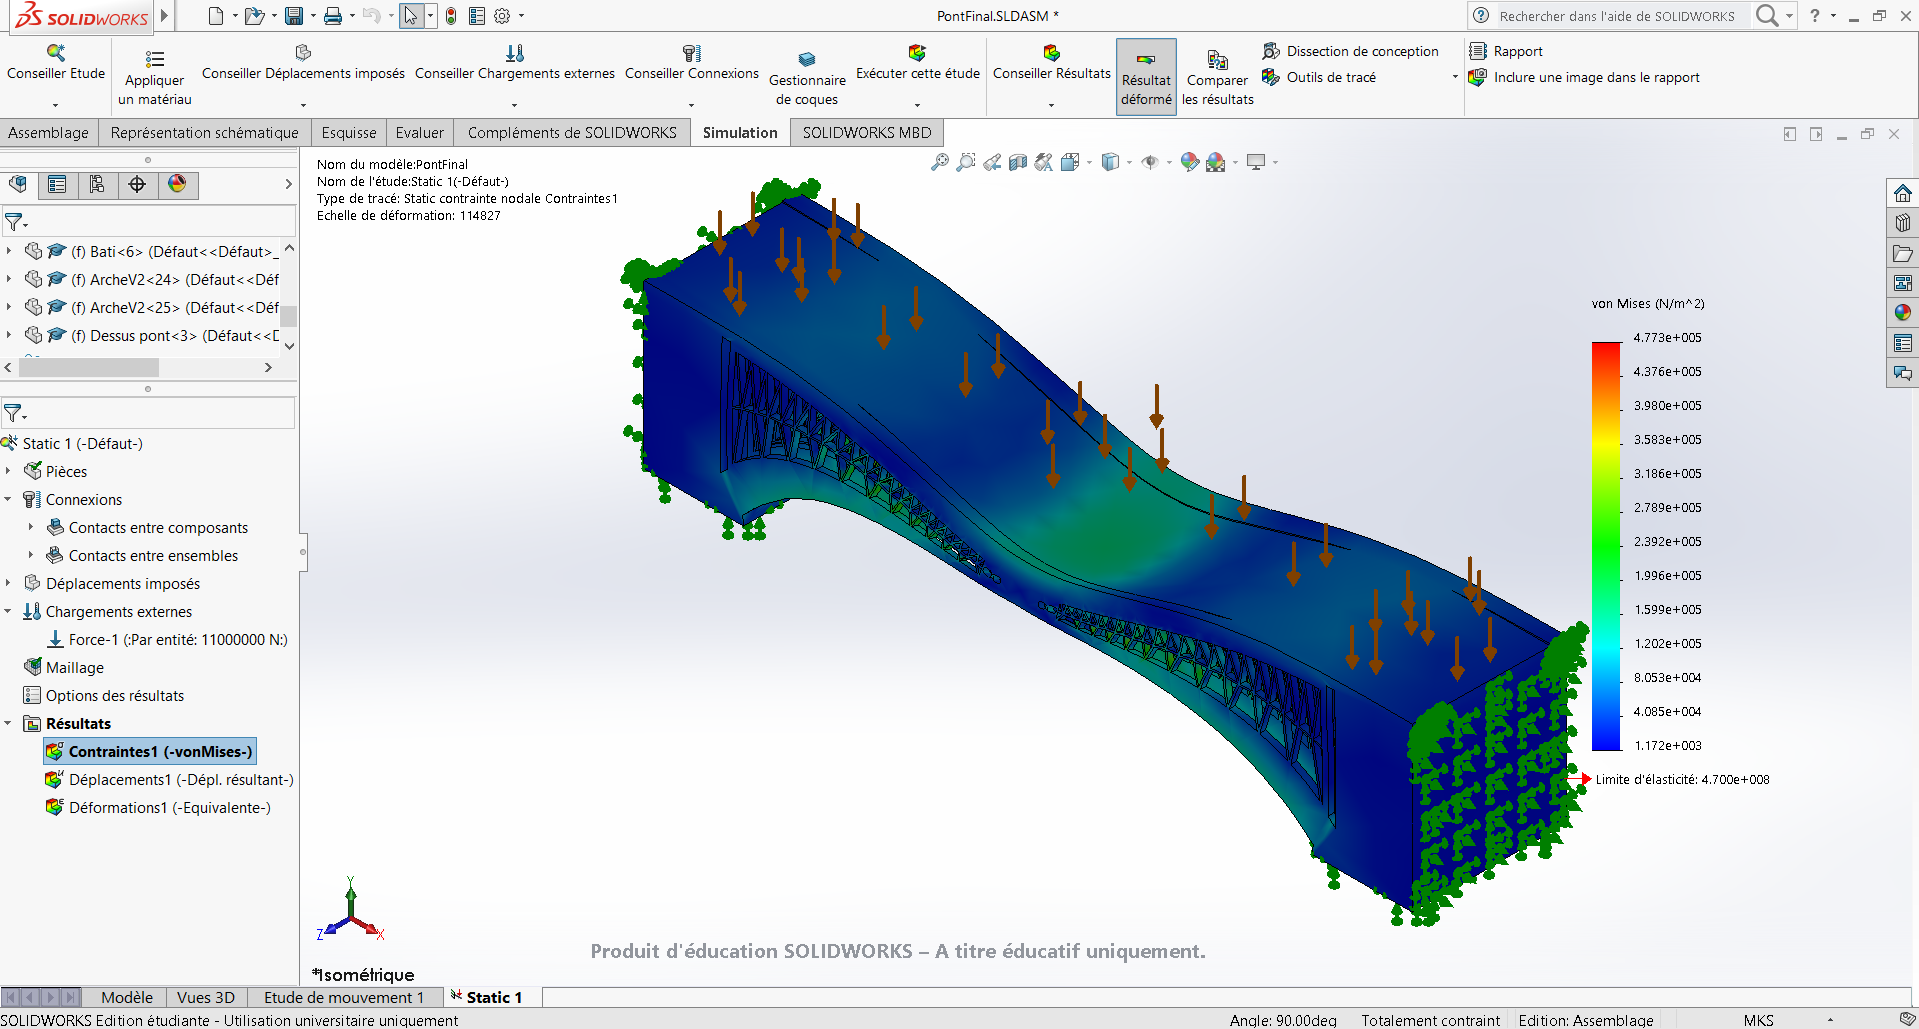 SOLIDWORKS
PontFinal.SLDASM *
Rechercher dans l'aide de SOLIDWORKS
Conseiller Etude
Appliquer
un matériau
Conseiller Déplacements imposés
Conseiller Chargements externes
Conseiller Connexions
Gestionnaire
de coques
Exécuter cette étude
Conseiller Résultats
Résultat
déformé
Comparer
les résultats
Dissection de conception
Outils de tracé
Rapport
Inclure une image dans le rapport
Assemblage
Représentation schématique
Esquisse
Evaluer
Compléments de SOLIDWORKS
Simulation
SOLIDWORKS MBD
(f) Bati<6> (Défaut<<Défaut>_
(f) ArcheV2<24> (Défaut<<Déf
(f) ArcheV2<25> (Défaut<<Déf
(f) Dessus pont<3> (Défaut<<D
Static 1 (-Défaut-)
Pièces
Connexions
Contacts entre composants
Contacts entre ensembles
Déplacements imposés
Chargements externes
Force-1 (:Par entité: 11000000 N:)
Maillage
Options des résultats
Résultats
Contraintes1 (-vonMises-)
Déplacements1 (-Dépl. résultant-)
Déformations1 (-Equivalente-)
Nom du modèle:PontFinal
Nom de l'étude:Static 1(-Défaut-)
Type de tracé: Static contrainte nodale Contraintes1
Echelle de déformation: 114827
von Mises (N/m^2)
4.773e+005
4.376e+005
3.980e+005
3.583e+005
3.186e+005
2.789e+005
2.392e+005
1.996e+005
1.599e+005
1.202e+005
8.053e+004
4.085e+004
1.172e+003
Limite d'élasticité: 4.700e+008
Y
Z
X
Produit d'éducation SOLIDWORKS – A titre éducatif uniquement.
*Isométrique
Modèle
Vues 3D
Etude de mouvement 1
Static 1
SOLIDWORKS Edition étudiante - Utilisation universitaire uniquement
Angle: 90.00deg
Totalement contraint
Edition: Assemblage
MKS